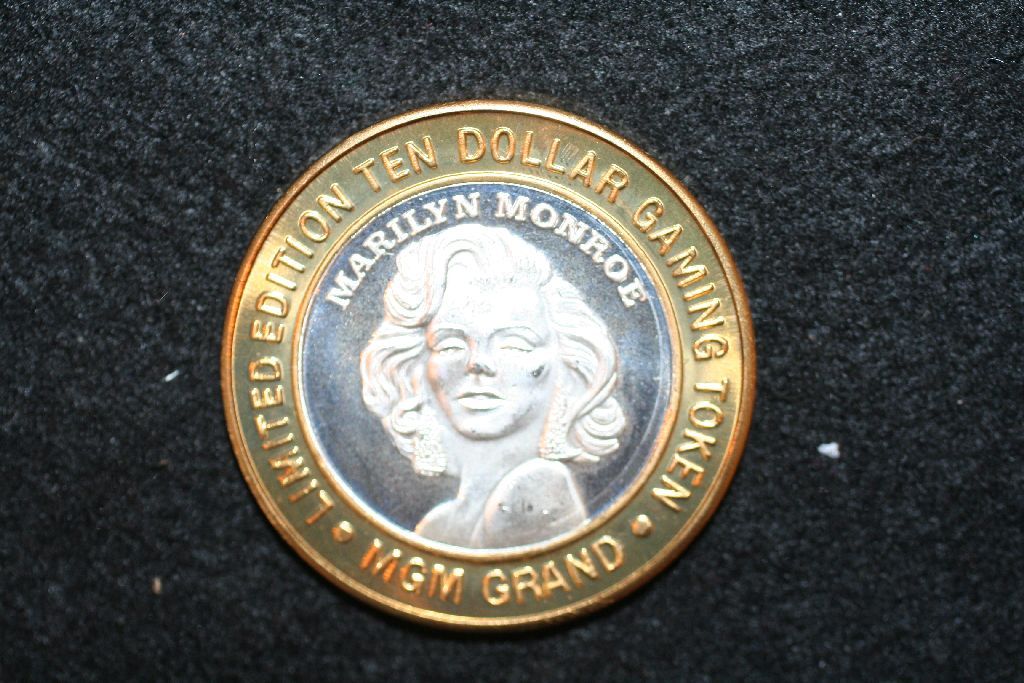 LIMITED EDITION TEN DOLLAR GAMING TOKEN
MARILYN MONROE
• MGM GRAND •